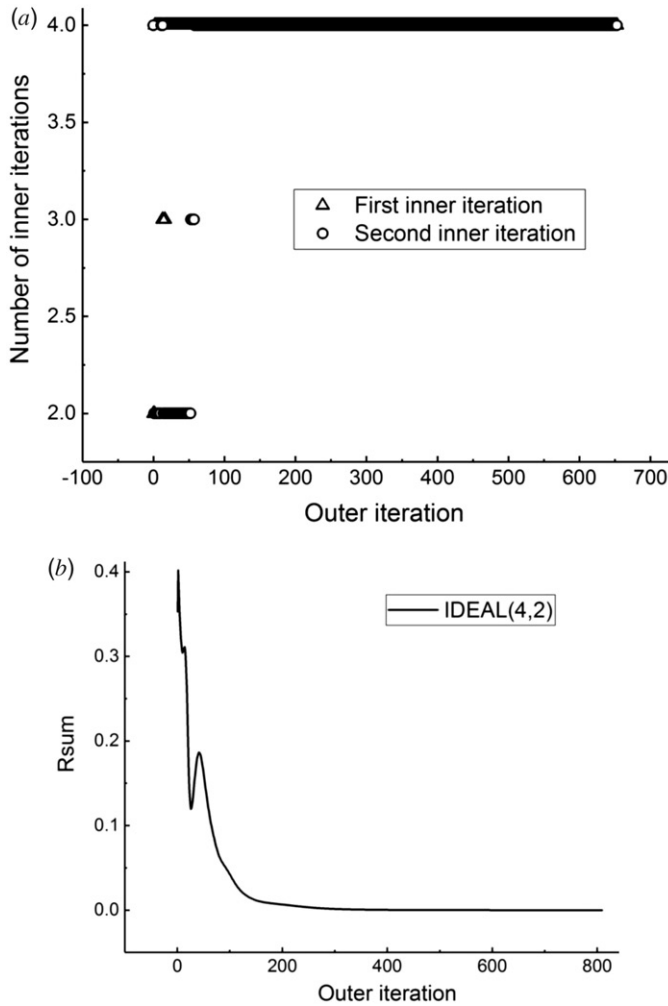 (a)
4.0
3.5
3.0
2.5
2.0
Number of inner iterations
First inner iteration
Second inner iteration
-100 0 100 200 300 400 500 600 700
Outer iteration
(b)
0.4
0.3
0.2
0.1
0.0
Rsum
IDEAL(4,2)
0 200 400 600 800
Outer iteration